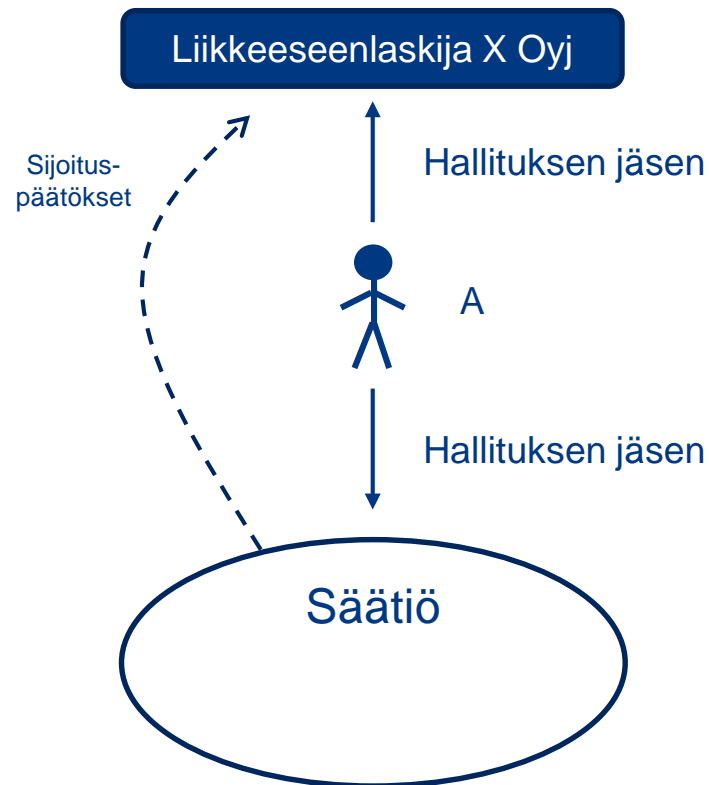 Liikkeeseenlaskija X Oyj
Sijoitus-
päätökset
Hallituksen jäsen
A
Hallituksen jäsen
Säätiö